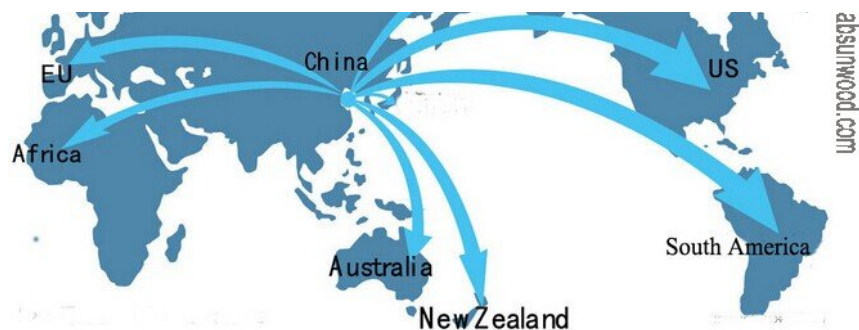 China
EU
US
Africa
South America
Australia
New Zealand
absunwood.com